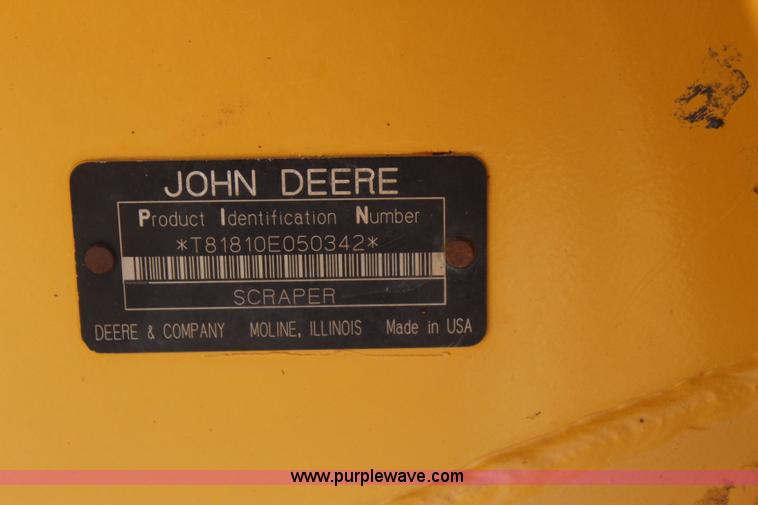 JOHN DEERE
Product Identification Number
*T81810E050342*
SCRAPER
DEERE & COMPANY MOLINE, ILLINOIS Made in USA
www.purplewave.com